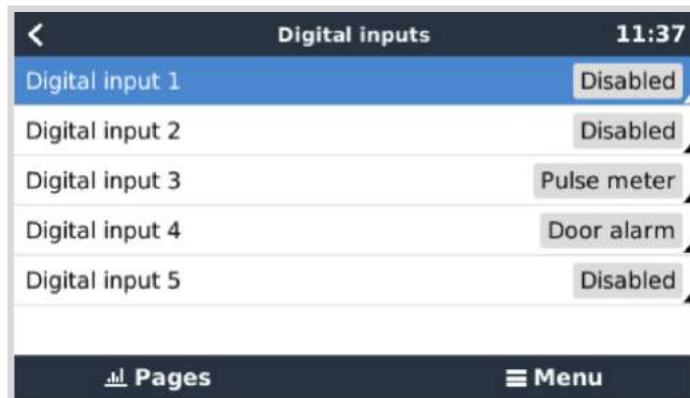 Digital inputs 11:37
Digital input 1 Disabled
Digital input 2 Disabled
Digital input 3 Pulse meter
Digital input 4 Door alarm
Digital input 5 Disabled
Pages Menu